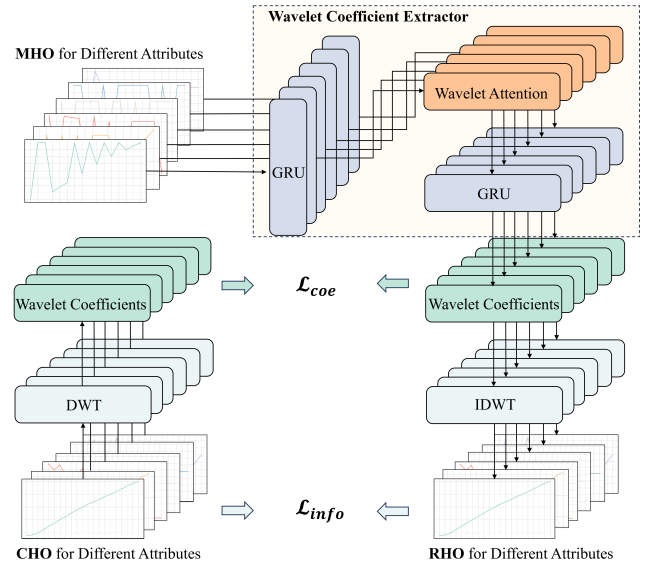 Wavelet Coefficient Extractor
MHO for Different Attributes
Wavelet Attention
GRU
GRU
Wavelet Coefficients
ℒcoe
Wavelet Coefficients
DWT
IDWT
ℒinfo
CHO for Different Attributes
RHO for Different Attributes